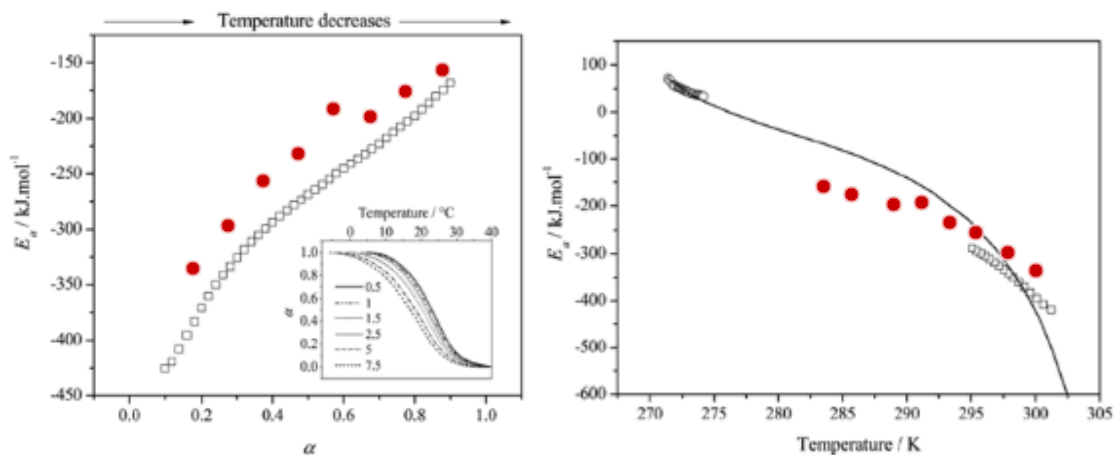 Temperature decreases
-150
-200
-250
-300
-350
-400
-450
Eₐ / kJ.mol⁻¹
0.0 0.2 0.4 0.6 0.8 1.0
α
Temperature / °C
0 10 20 30 40
1.0
0.8
0.6
0.4
0.2
0.0
α
0.5
1
1.5
2.5
5
7.5
100
0
-100
-200
-300
-400
-500
-600
Eₐ / kJ.mol⁻¹
270 275 280 285 290 295 300 305
Temperature / K